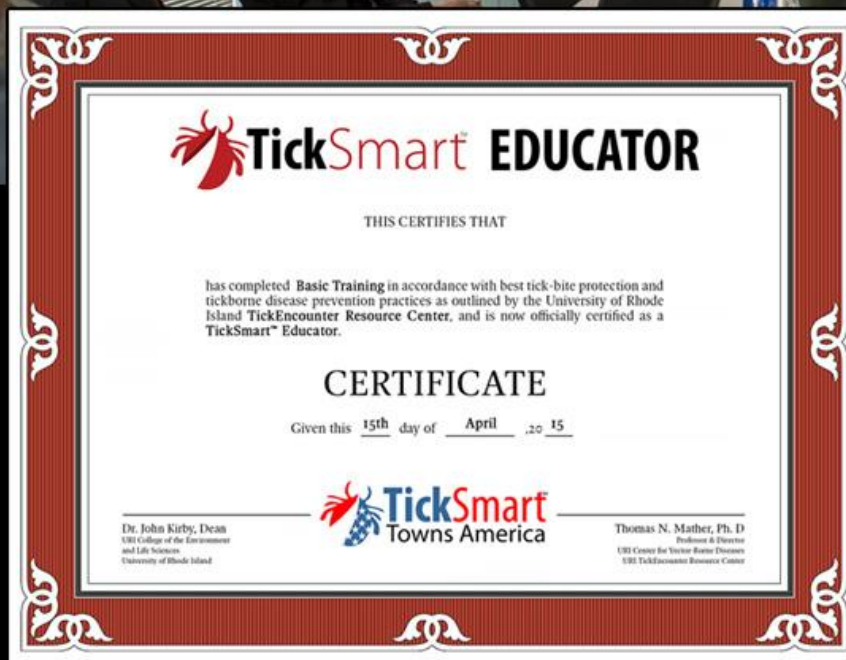 TickSmart™ EDUCATOR
THIS CERTIFIES THAT
has completed Basic Training in accordance with best tick-bite protection and
tickborne disease prevention practices as outlined by the University of Rhode
Island TickEncounter Resource Center, and is now officially certified as a
TickSmart™ Educator.
CERTIFICATE
Given this 15th day of April ,20 15
TickSmart™
Towns America
Dr. John Kirby, Dean
URI College of the Environment
and Life Sciences
University of Rhode Island
Thomas N. Mather, Ph. D
Professor & Director
URI Center for Vector-Borne Diseases
URI TickEncounter Resource Center